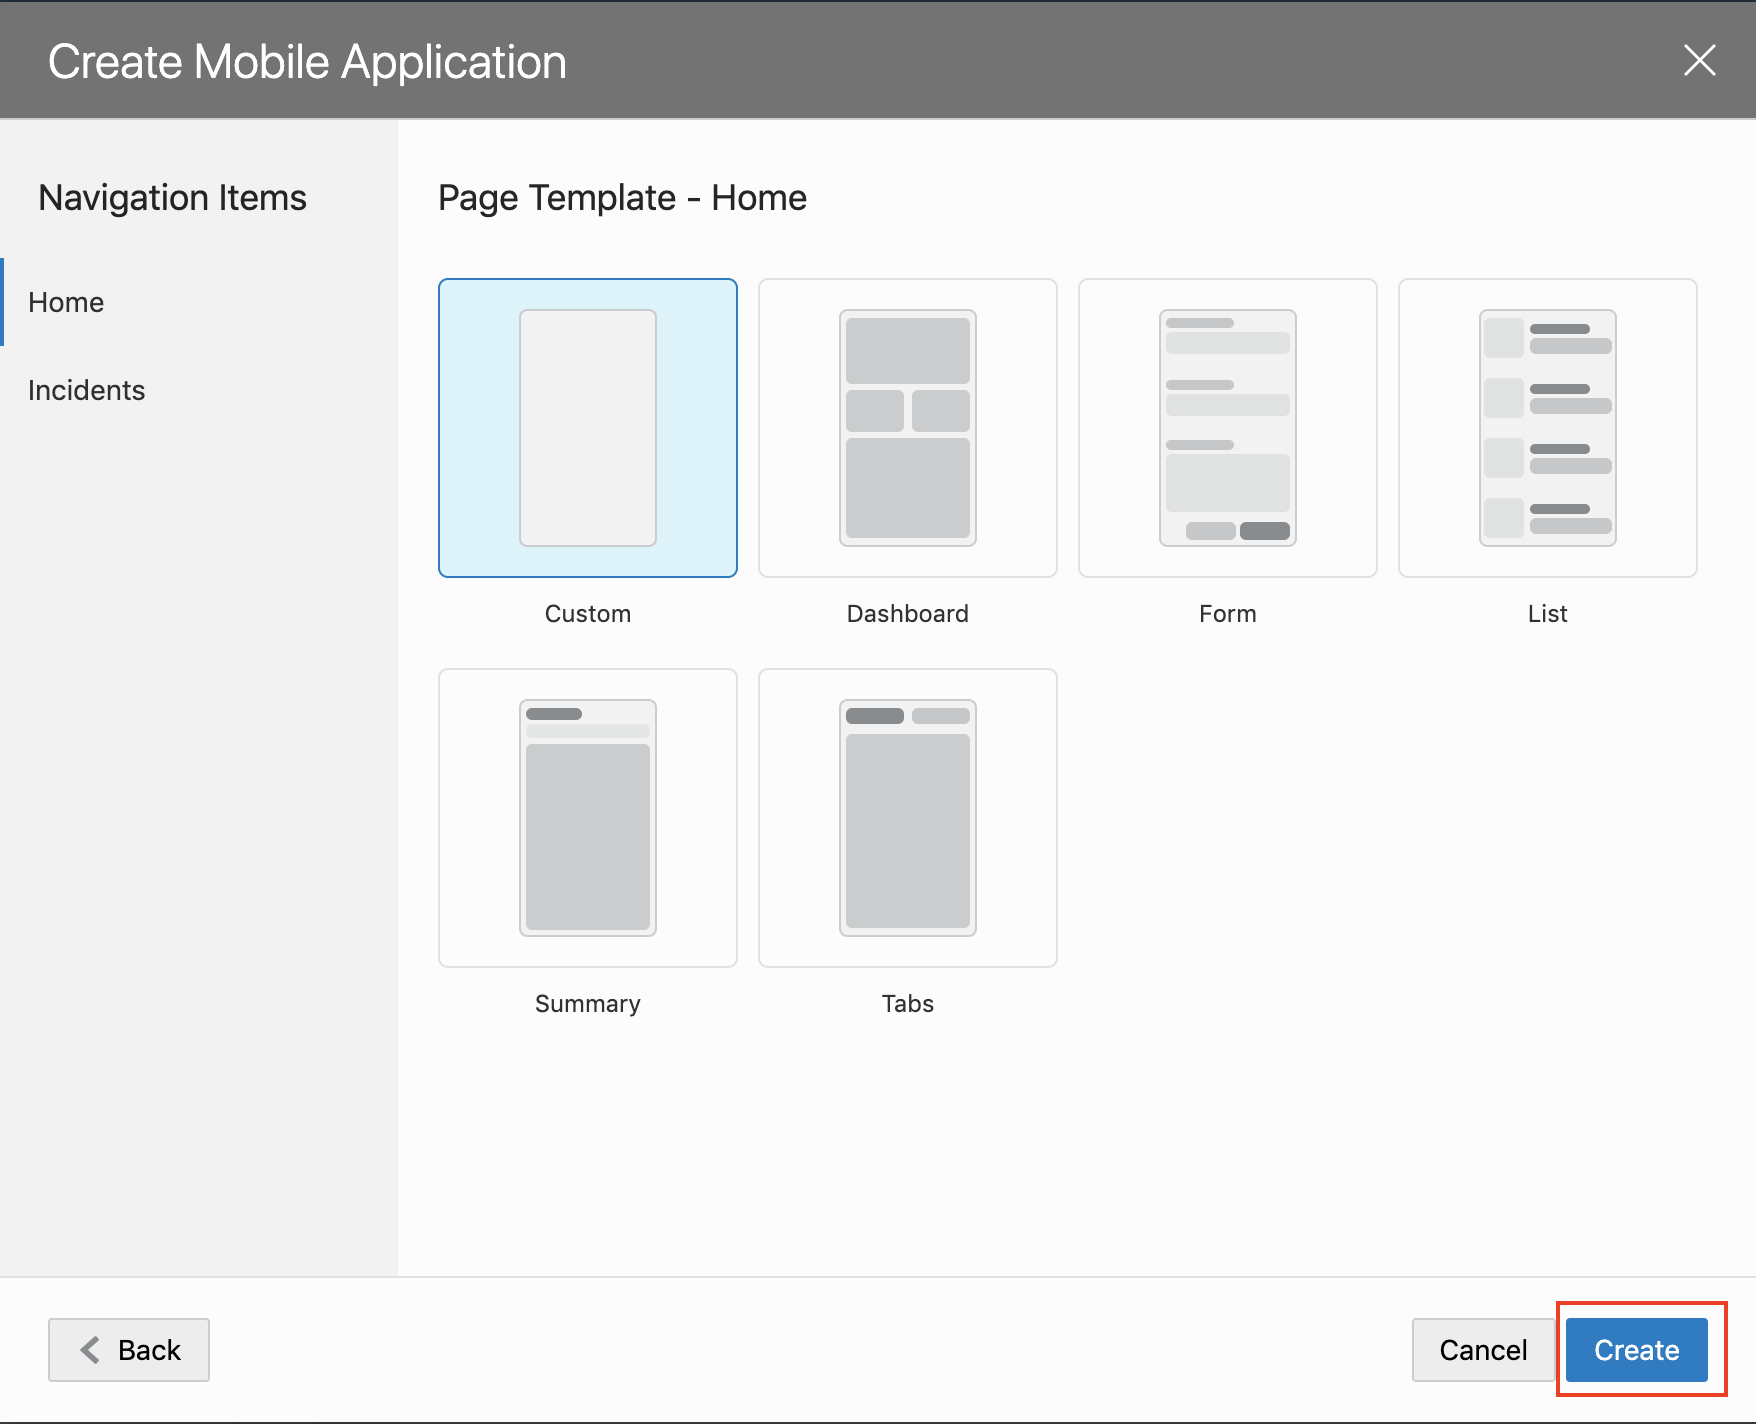 Create Mobile Application
Navigation Items
Home
Incidents
Page Template - Home
Custom
Dashboard
Form
List
Summary
Tabs
Back
Cancel
Create